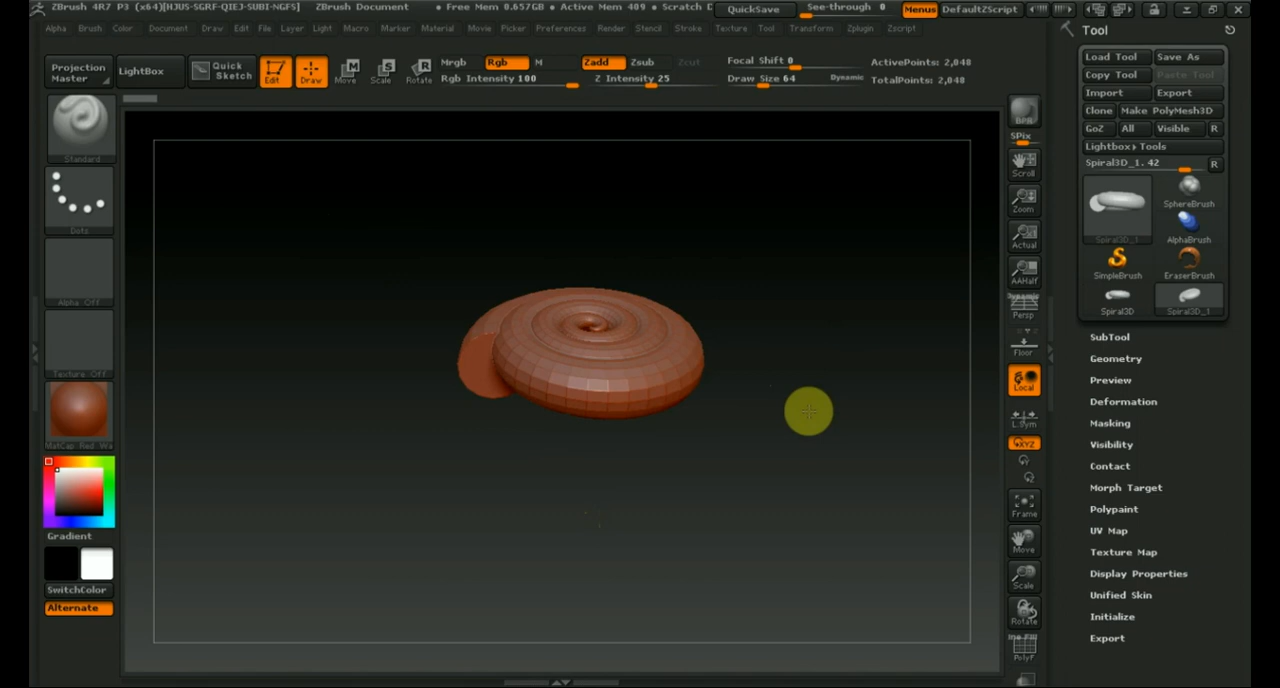 ZBrush 4R7 P3 (x64)[HJUS-SGRF-QIEJ-SUBI-NGFS] ZBrush Document • Free Mem 0.657GB • Active Mem 409 • Scratch D QuickSave See-through 0 Menus DefaultZScript
Alpha Brush Color Document Draw Edit File Layer Light Macro Marker Material Movie Picker Preferences Render Stencil Stroke Texture Tool Transform Zplugin Zscript
Projection Master
LightBox
Quick Sketch
Edit
Draw
Move
Scale
Rotate
Mrgb Rgb M
Rgb Intensity 100
Zadd Zsub Zcut
Z Intensity 25
Focal Shift 0
Draw Size 64 Dynamic
ActivePoints: 2,048
TotalPoints: 2,048
Standard
Dots
Alpha Off
Texture Off
MatCap Red Wa
Gradient
SwitchColor
Alternate
BPR
SPix
Scroll
Zoom
Actual
AAHalf
Dynamic
Persp
Floor
Local
L.Sym
XYZ
Frame
Move
Scale
Rotate
Line Fill
PolyF
Tool
Load Tool Save As
Copy Tool Paste Tool
Import Export
Clone Make PolyMesh3D
GoZ All Visible R
Lightbox▸Tools
Spiral3D_1. 42 R
Spiral3D_1
SphereBrush
AlphaBrush
SimpleBrush
EraserBrush
Spiral3D
Spiral3D_1
SubTool
Geometry
Preview
Deformation
Masking
Visibility
Contact
Morph Target
Polypaint
UV Map
Texture Map
Display Properties
Unified Skin
Initialize
Export